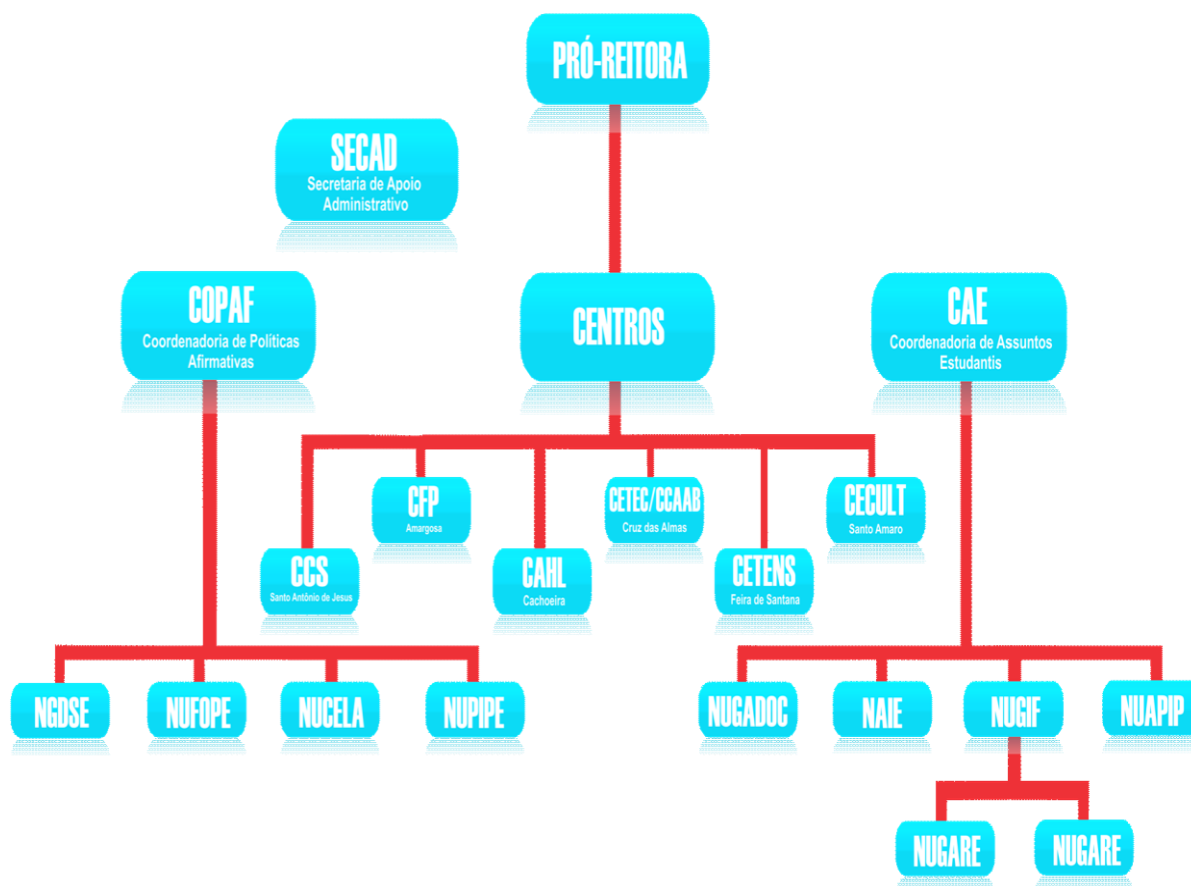 PRÓ-REITORA
SECAD
Secretaria de Apoio
Administrativo
COPAF
Coordenadoria de Políticas
Afirmativas
CENTROS
CAE
Coordenadoria de Assuntos
Estudantis
CFP
Amargosa
CETEC/CCAAB
Cruz das Almas
CECULT
Santo Amaro
CCS
Santo Antônio de Jesus
CAHL
Cachoeira
CETENS
Feira de Santana
NGDSE
NUFOPE
NUCELA
NUPIPE
NUGADOC
NAIE
NUGIF
NUAPIP
NUGARE
NUGARE